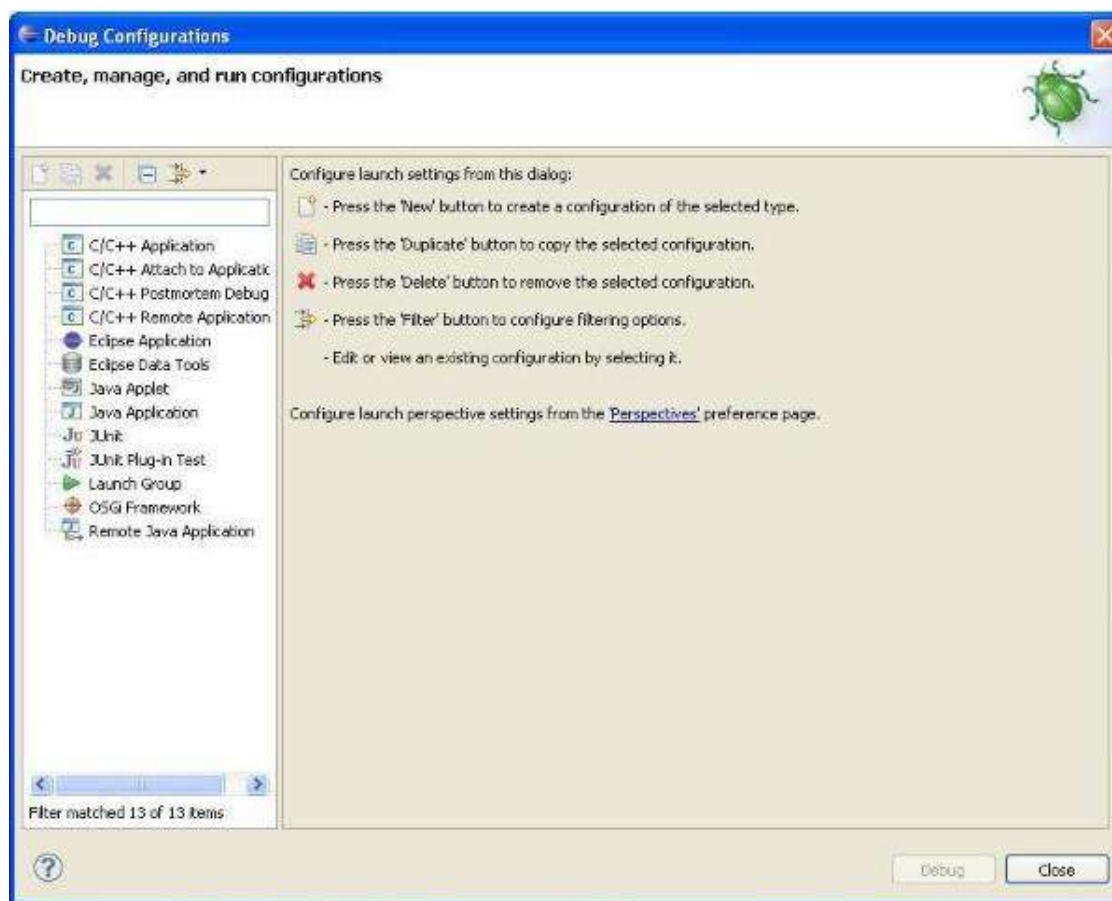 Debug Configurations
Create, manage, and run configurations
C/C++ Application
C/C++ Attach to Applicatic
C/C++ Postmortem Debug
C/C++ Remote Application
Eclipse Application
Eclipse Data Tools
Java Applet
Java Application
JUnit
JUnit Plug-in Test
Launch Group
OSGi Framework
Remote Java Application
Filter matched 13 of 13 items
Configure launch settings from this dialog:
- Press the 'New' button to create a configuration of the selected type.
- Press the 'Duplicate' button to copy the selected configuration.
- Press the 'Delete' button to remove the selected configuration.
- Press the 'Filter' button to configure filtering options.
- Edit or view an existing configuration by selecting it.
Configure launch perspective settings from the 'Perspectives' preference page.
Debug
Close